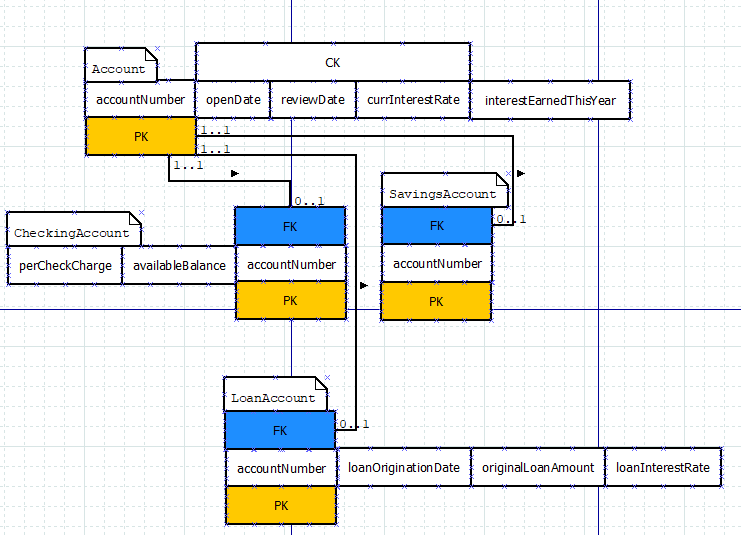 Account
CK
accountNumber openDate reviewDate currInterestRate interestEarnedThisYear
PK
1..1
1..1
1..1
0..1
SavingsAccount
FK
0..1
accountNumber
PK
CheckingAccount
FK
perCheckCharge availableBalance accountNumber
PK
LoanAccount
FK
0..1
accountNumber loanOriginationDate originalLoanAmount loanInterestRate
PK